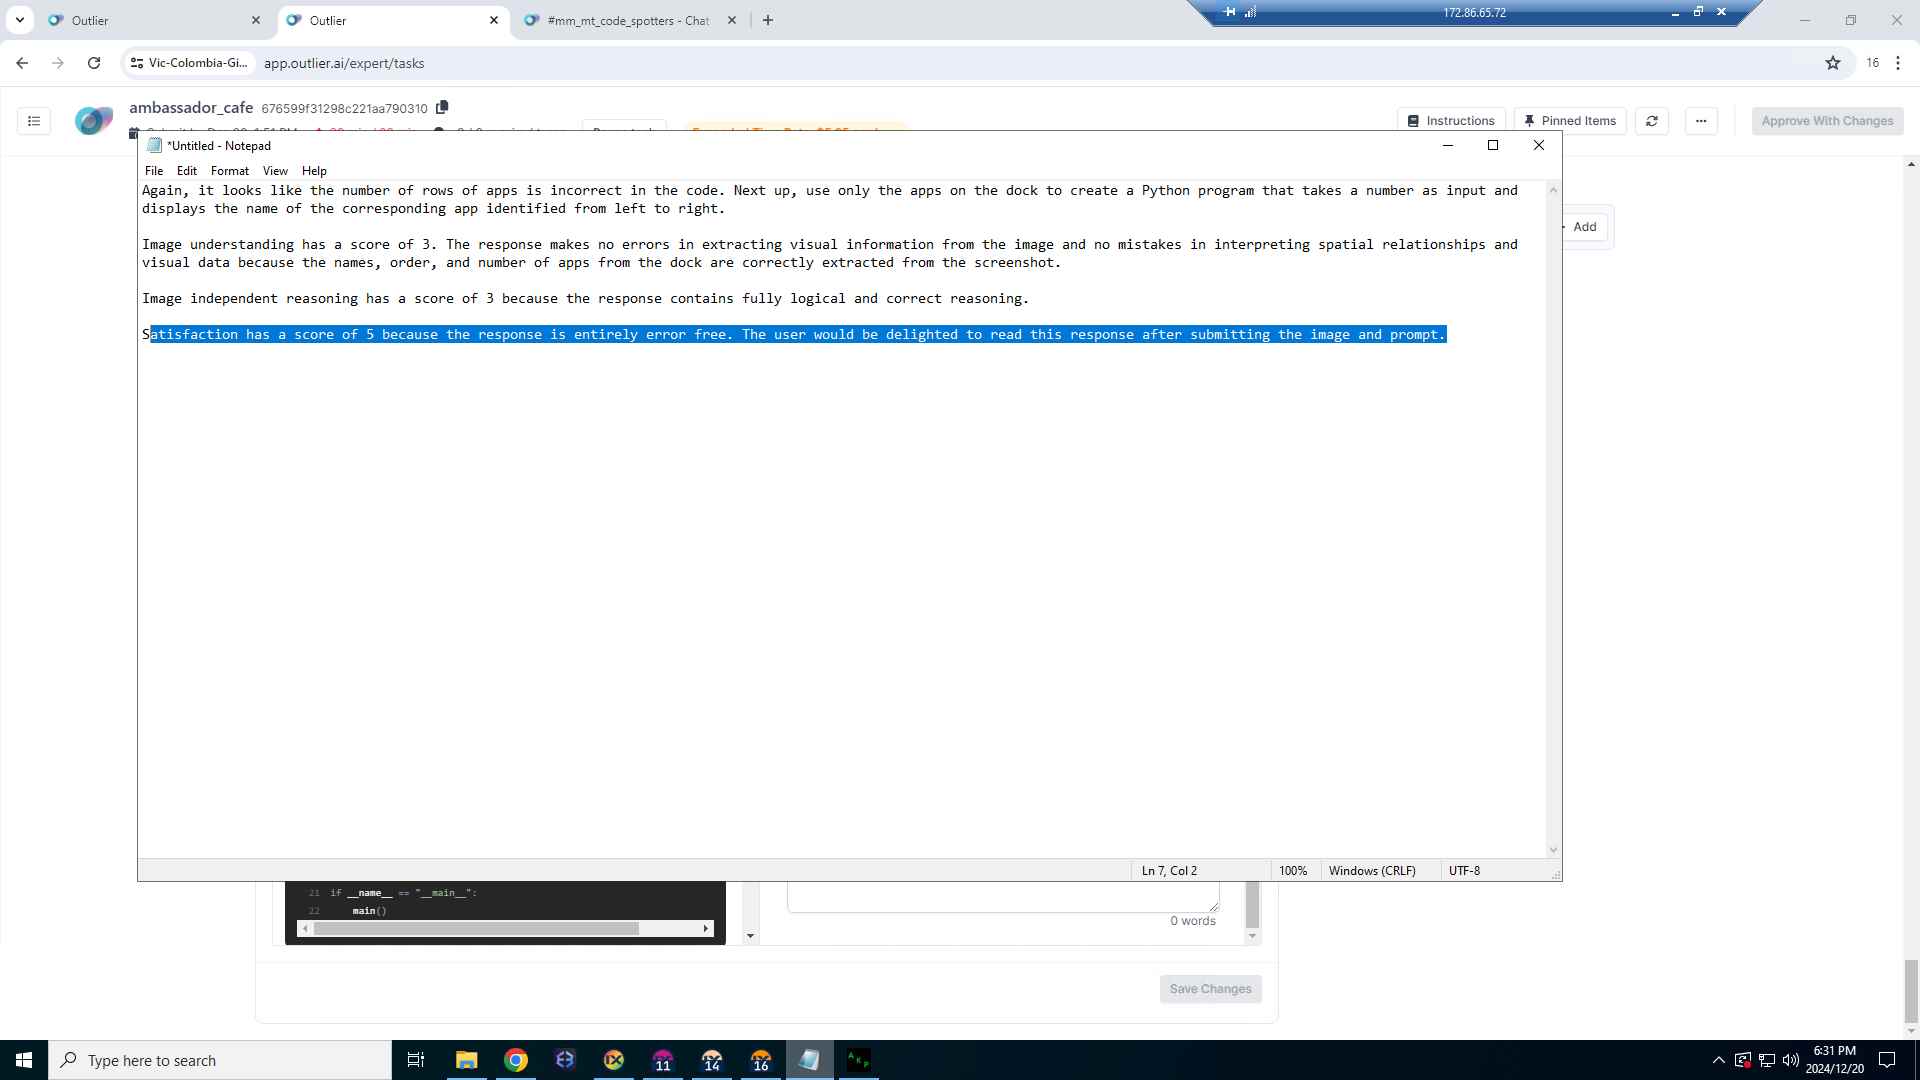 Outlier
Outlier
#mm_mt_code_spotters - Chat
172.86.65.72
Vic-Colombia-Gi...
app.outlier.ai/expert/tasks
16
ambassador_cafe 676599f31298c221aa790310
Instructions
Pinned Items
Approve With Changes
*Untitled - Notepad
File Edit Format View Help
Again, it looks like the number of rows of apps is incorrect in the code. Next up, use only the apps on the dock to create a Python program that takes a number as input and
displays the name of the corresponding app identified from left to right.
Image understanding has a score of 3. The response makes no errors in extracting visual information from the image and no mistakes in interpreting spatial relationships and
visual data because the names, order, and number of apps from the dock are correctly extracted from the screenshot.
Image independent reasoning has a score of 3 because the response contains fully logical and correct reasoning.
Satisfaction has a score of 5 because the response is entirely error free. The user would be delighted to read this response after submitting the image and prompt.
Add
Ln 7, Col 2
100%
Windows (CRLF)
UTF-8
21 if __name__ == "__main__":
22 main()
0 words
Save Changes
Type here to search
11
14
16
6:31 PM
2024/12/20